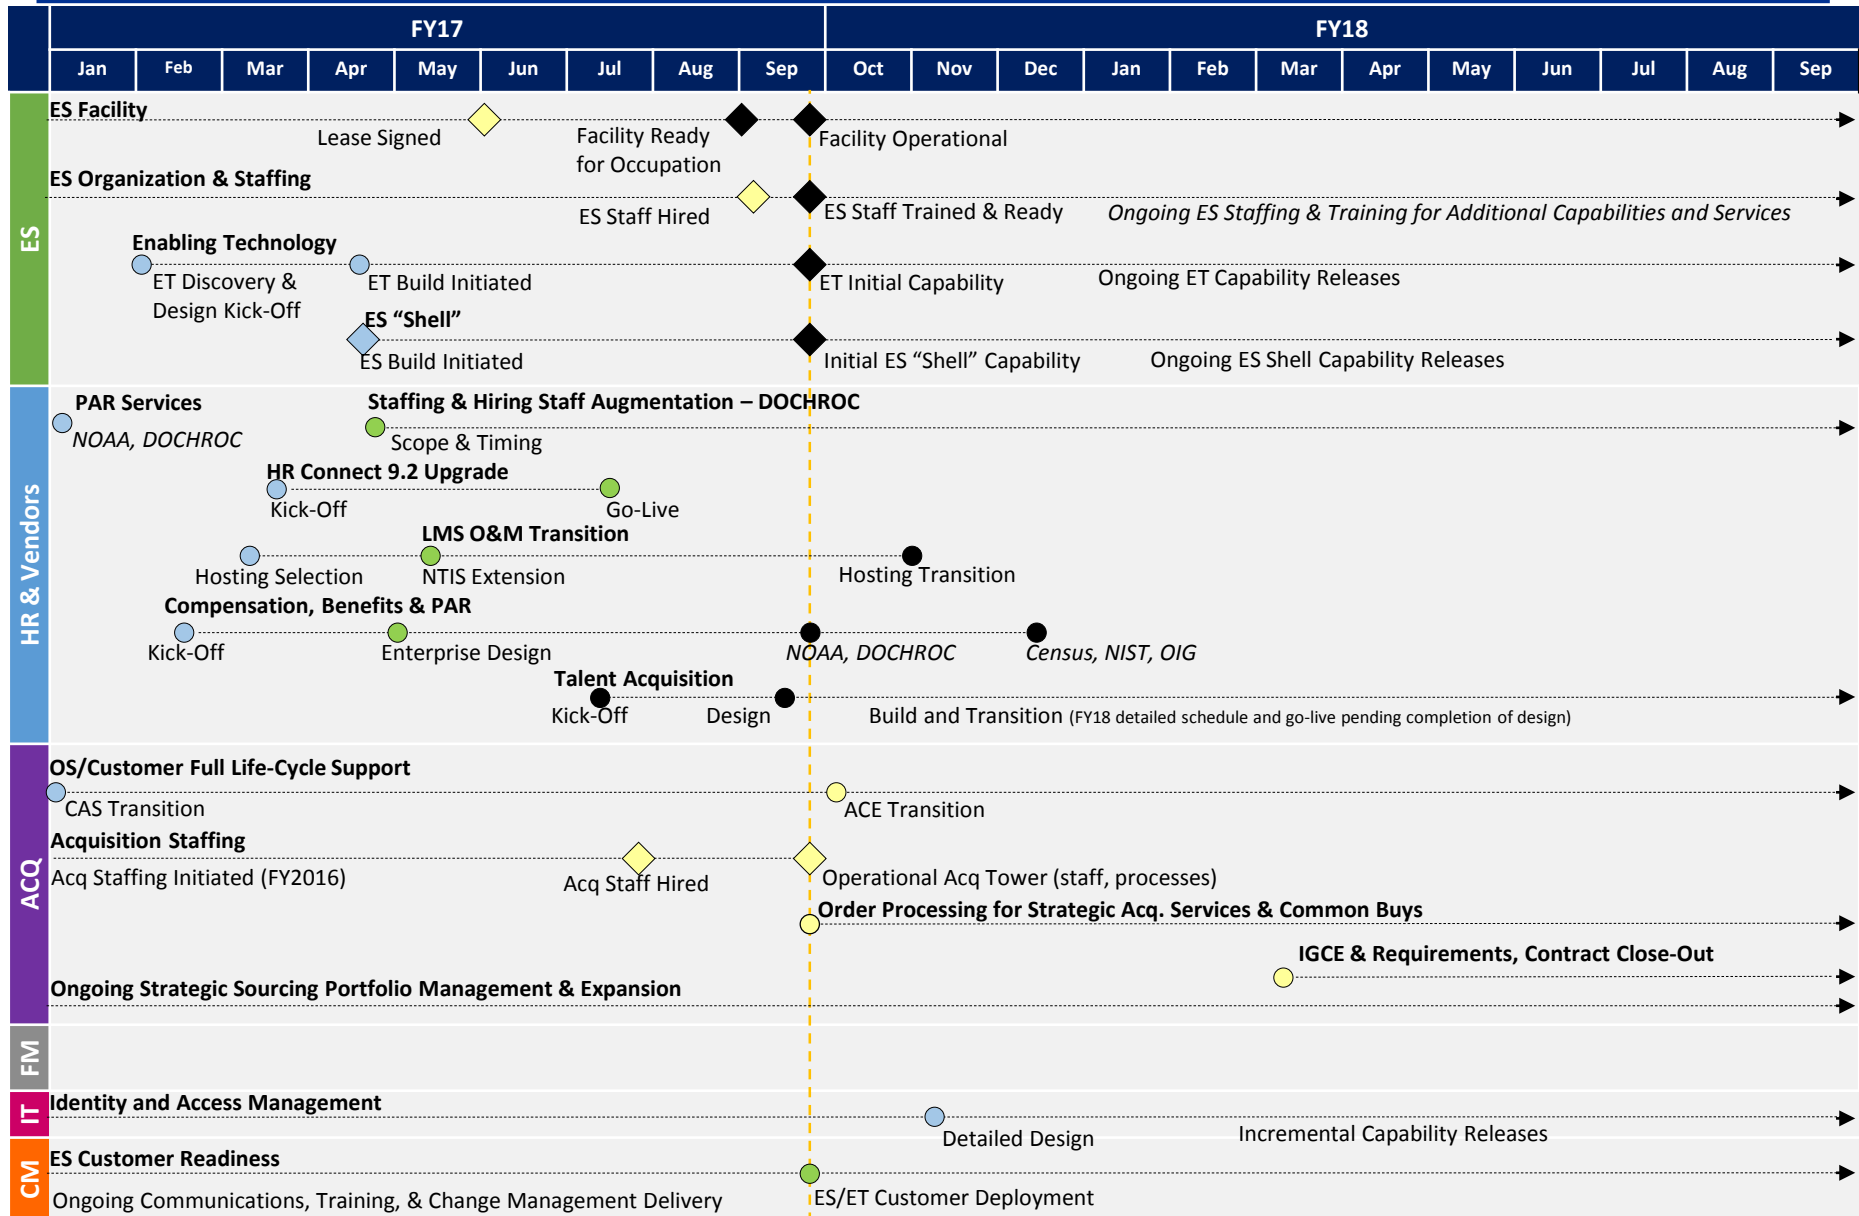 FY17 FY18
Jan Feb Mar Apr May Jun Jul Aug Sep Oct Nov Dec Jan Feb Mar Apr May Jun Jul Aug Sep
ES
ES Facility
Lease Signed
Facility Ready
for Occupation
Facility Operational
ES Organization & Staffing
ES Staff Hired
ES Staff Trained & Ready
Ongoing ES Staffing & Training for Additional Capabilities and Services
Enabling Technology
ET Discovery &
Design Kick-Off
ET Build Initiated
ET Initial Capability
Ongoing ET Capability Releases
ES “Shell”
ES Build Initiated
Initial ES “Shell” Capability
Ongoing ES Shell Capability Releases
HR & Vendors
PAR Services
NOAA, DOCHROC
Staffing & Hiring Staff Augmentation – DOCHROC
Scope & Timing
HR Connect 9.2 Upgrade
Kick-Off
Go-Live
LMS O&M Transition
Hosting Selection
NTIS Extension
Hosting Transition
Compensation, Benefits & PAR
Kick-Off
Enterprise Design
NOAA, DOCHROC
Census, NIST, OIG
Talent Acquisition
Kick-Off
Design
Build and Transition (FY18 detailed schedule and go-live pending completion of design)
ACQ
OS/Customer Full Life-Cycle Support
CAS Transition
ACE Transition
Acquisition Staffing
Acq Staffing Initiated (FY2016)
Acq Staff Hired
Operational Acq Tower (staff, processes)
Order Processing for Strategic Acq. Services & Common Buys
IGCE & Requirements, Contract Close-Out
Ongoing Strategic Sourcing Portfolio Management & Expansion
FM
IT
Identity and Access Management
Detailed Design
Incremental Capability Releases
CM
ES Customer Readiness
Ongoing Communications, Training, & Change Management Delivery
ES/ET Customer Deployment